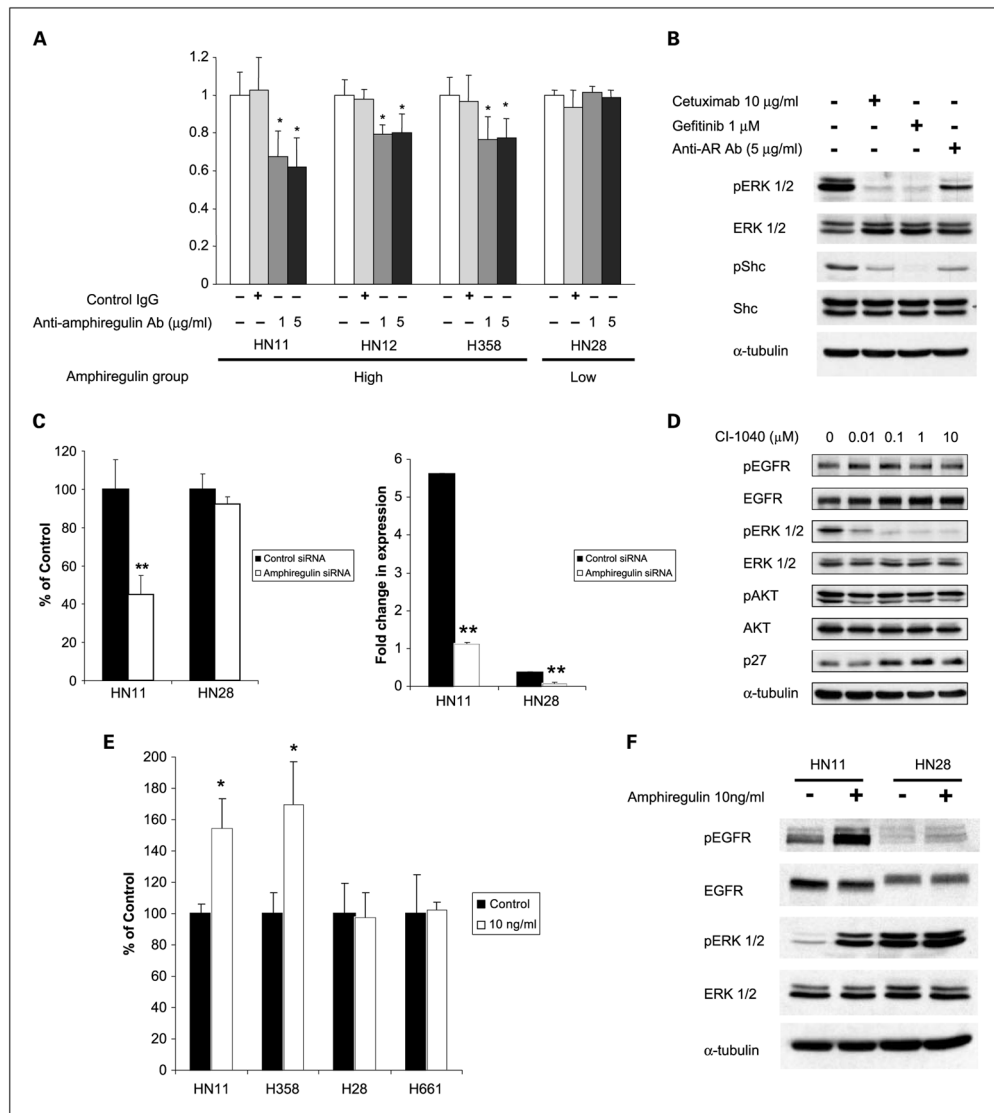 A
1.2
1
0.8
0.6
0.4
0.2
0
* * * * * *
Control IgG - + - - - + - - - + - - - + - -
Anti-amphiregulin Ab (μg/ml) - - 1 5 - - 1 5 - - 1 5 - - 1 5
HN11 HN12 H358 HN28
Amphiregulin group High Low
B
Cetuximab 10 μg/ml - + - -
Gefitinib 1 μM - - + -
Anti-AR Ab (5 μg/ml) - - - +
pERK 1/2
ERK 1/2
pShc
Shc
α-tubulin
C
% of Control
120
100
80
60
40
20
0
**
HN11 HN28
Control siRNA
Amphiregulin siRNA
Fold change in expression
6
5
4
3
2
1
0
** **
HN11 HN28
Control siRNA
Amphiregulin siRNA
D
CI-1040 (μM) 0 0.01 0.1 1 10
pEGFR
EGFR
pERK 1/2
ERK 1/2
pAKT
AKT
p27
α-tubulin
E
% of Control
200
180
160
140
120
100
80
60
40
20
0
* *
HN11 H358 H28 H661
Control
10 ng/ml
F
HN11 HN28
Amphiregulin 10ng/ml - + - +
pEGFR
EGFR
pERK 1/2
ERK 1/2
α-tubulin